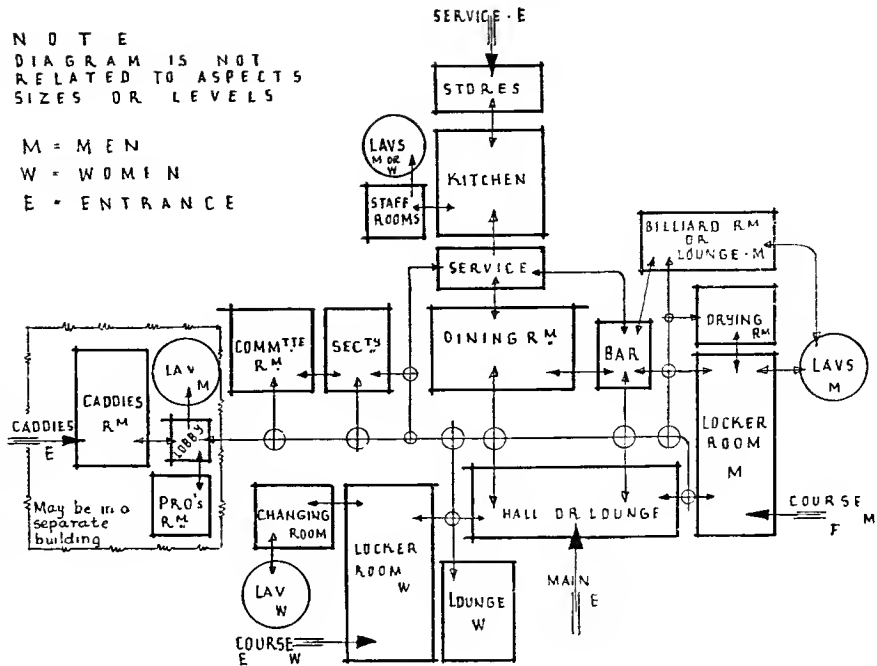 NOTE
DIAGRAM IS NOT
RELATED TO ASPECTS
SIZES OR LEVELS
M = MEN
W = WOMEN
E = ENTRANCE
SERVICE - E
STORES
LAVS
M OR
W
KITCHEN
STAFF
ROOMS
SERVICE
BILLIARD RM
OR
LOUNGE - M
DRYING
RM
COMMTTE
RM
SECTY
DINING RM
BAR
LAVS
M
LAV
M
CADDIES
RM
CADDIES
E
LOBBY
LOCKER
ROOM
M
PRO'S
RM
May be in a
separate
building
CHANGING
ROOM
LOCKER
ROOM
W
HALL OR LOUNGE
COURSE
F M
LAV
W
LOUNGE
W
MAIN
E
COURSE
E W